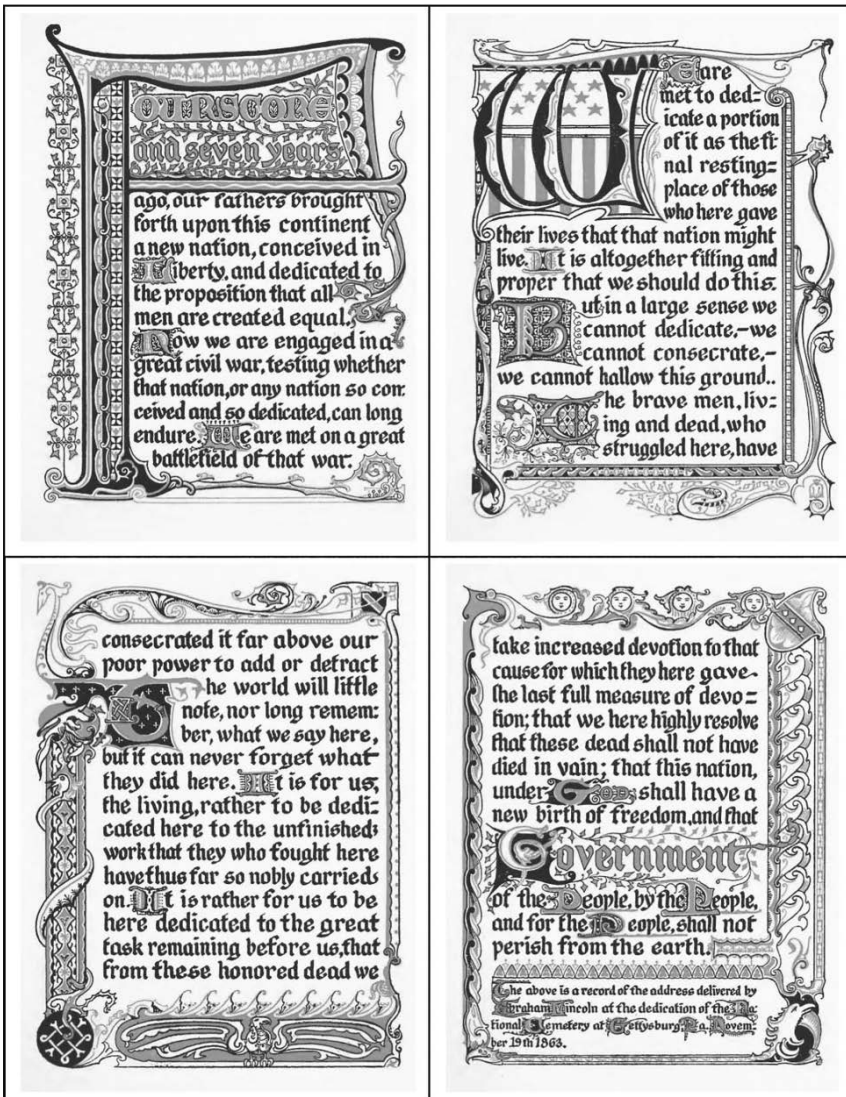 FOURSCORE
and seven years
ago, our fathers brought
forth upon this continent
a new nation, conceived in
Liberty, and dedicated to
the proposition that all
men are created equal.
Now we are engaged in a
great civil war, testing whether
that nation, or any nation so con-
ceived and so dedicated, can long
endure. We are met on a great
battlefield of that war.
We are
met to ded=
icate a portion
of it as the fi
nal resting=
place of those
who here gave
their lives that that nation might
live. It is altogether fitting and
proper that we should do this.
But in a large sense we
cannot dedicate,-we
cannot consecrate,-
we cannot hallow this ground..
The brave men, liv=
ing and dead, who
struggled here, have
consecrated it far above our
poor power to add or detract
The world will little
note, nor long remem=
ber, what we say here,
but it can never forget what
they did here. It is for us,
the living, rather to be dedi=
cated here to the unfinished
work that they who fought here
have thus far so nobly carried
on. It is rather for us to be
here dedicated to the great
task remaining before us, that
from these honored dead we
take increased devotion to that
cause for which they here gave
the last full measure of devo=
tion; that we here highly resolve
that these dead shall not have
died in vain; that this nation,
under GOD, shall have a
new birth of freedom, and that
Government
of the People, by the People,
and for the People, shall not
perish from the earth.
The above is a record of the address delivered by
Abraham Lincoln at the dedication of the Na=
tional Cemetery at Gettysburg, Pa. Novem=
ber 19th 1863.